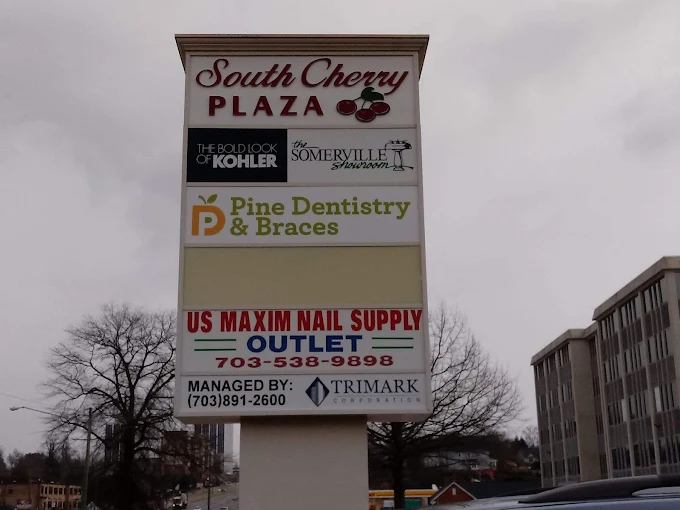 South Cherry
PLAZA
THE BOLD LOOK
OF KOHLER
the
SOMERVILLE
showroom
Pine Dentistry
& Braces
US MAXIM NAIL SUPPLY
OUTLET
703-538-9898
MANAGED BY:
(703)891-2600
TRIMARK
CORPORATION